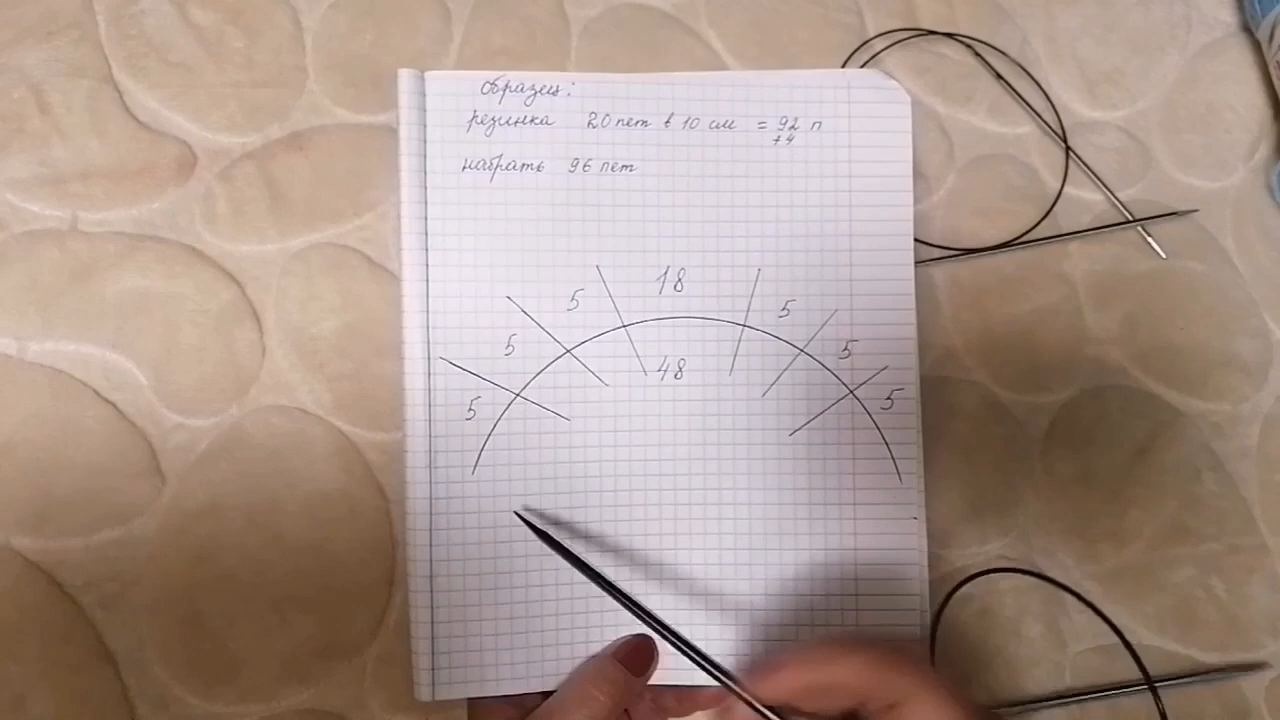 образец:
резинка 20 пет в 10 см = 92 п
+4
набрать 96 пет
18
5 5
5 48 5
5 5